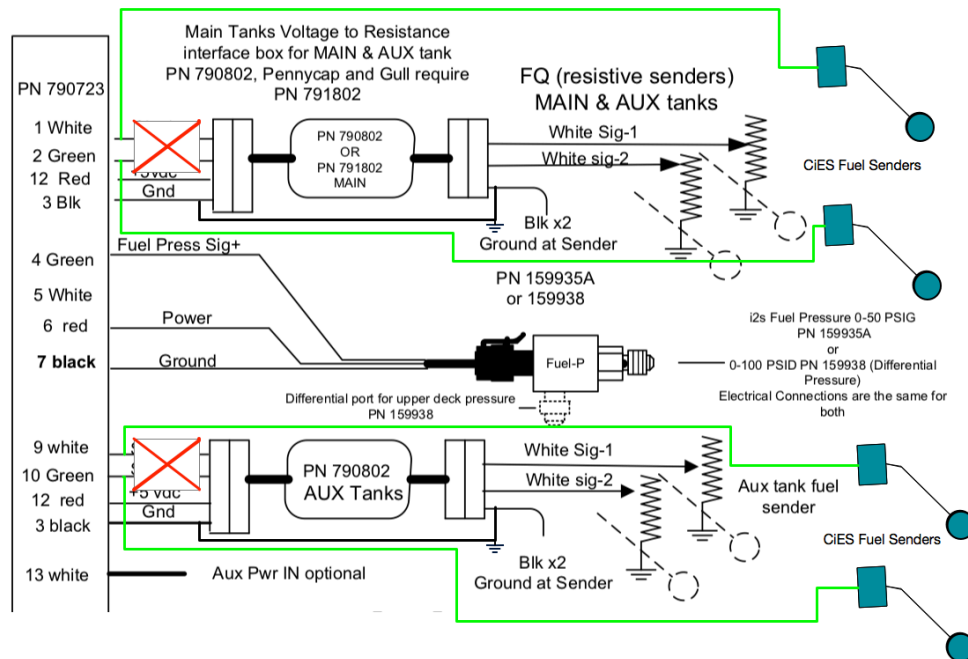 Main Tanks Voltage to Resistance
interface box for MAIN & AUX tank
PN 790802, Pennycap and Gull require
PN 791802
PN 790723
FQ (resistive senders)
MAIN & AUX tanks
1 White
2 Green
12 Red
3 Blk
+5vdc
Gnd
PN 790802
OR
PN 791802
MAIN
White Sig-1
White sig-2
Blk x2
Ground at Sender
CiES Fuel Senders
4 Green
5 White
6 red
7 black
Fuel Press Sig+
Power
Ground
PN 159935A
or 159938
Fuel-P
Differential port for upper deck pressure
PN 159938
i2s Fuel Pressure 0-50 PSIG
PN 159935A
or
0-100 PSID PN 159938 (Differential
Pressure)
Electrical Connections are the same for
both
9 white
10 Green
12 red
3 black
+5 vdc
Gnd
PN 790802
AUX Tanks
White Sig-1
White sig-2
Blk x2
Ground at Sender
Aux tank fuel
sender
CiES Fuel Senders
13 white
Aux Pwr IN optional